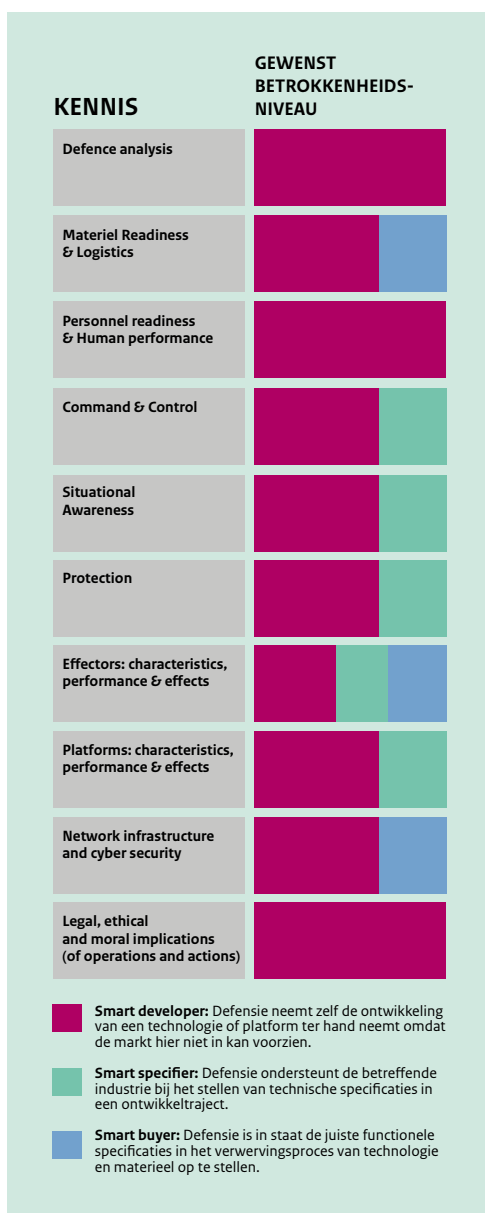 KENNIS
GEWENST
BETROKKENHEIDS-
NIVEAU
Defence analysis
Materiel Readiness
& Logistics
Personnel readiness
& Human performance
Command & Control
Situational
Awareness
Protection
Effectors: characteristics,
performance & effects
Platforms: characteristics,
performance & effects
Network infrastructure
and cyber security
Legal, ethical
and moral implications
(of operations and actions)
Smart developer: Defensie neemt zelf de ontwikkeling
van een technologie of platform ter hand neemt omdat
de markt hier niet in kan voorzien.
Smart specifier: Defensie ondersteunt de betreffende
industrie bij het stellen van technische specificaties in
een ontwikkeltraject.
Smart buyer: Defensie is in staat de juiste functionele
specificaties in het verwervingsproces van technologie
en materieel op te stellen.